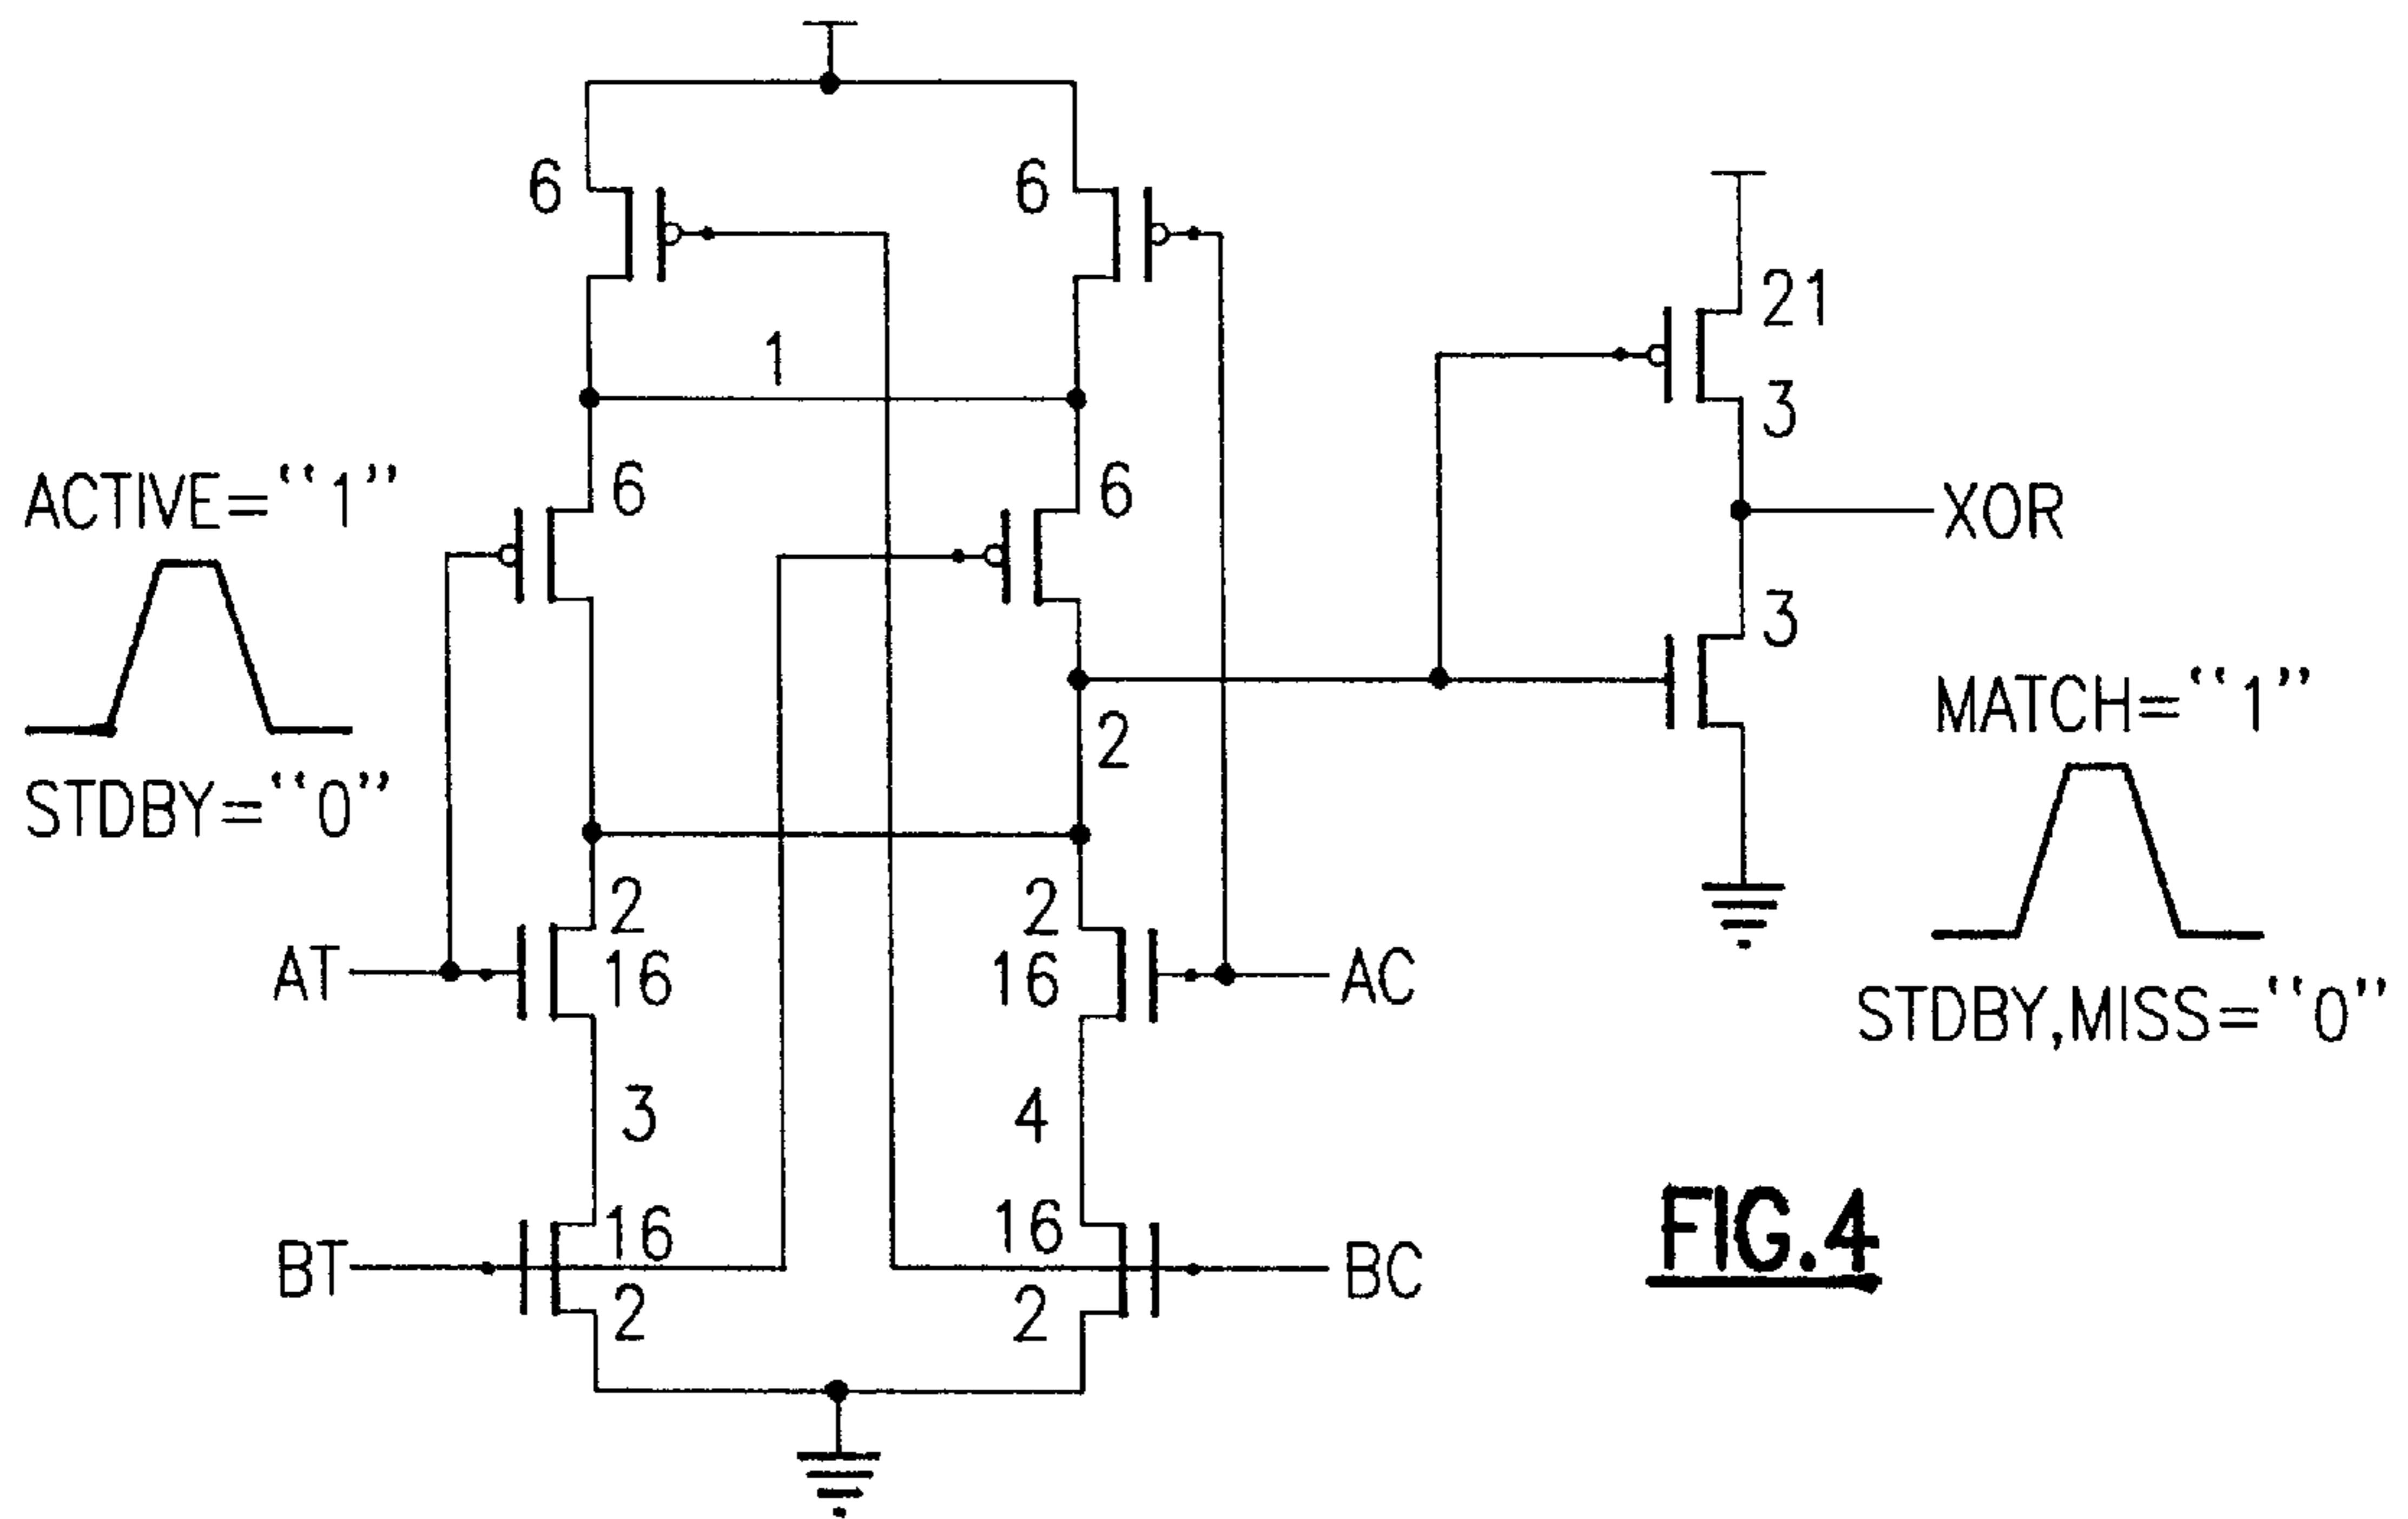 6
6
21
1
3
ACTIVE=“1”
6
6
XOR
3
MATCH=“1”
2
STDBY=“0”
2
2
AT
16
16
AC
STDBY,MISS=“0”
3
4
16
16
BT
BC
2
2
FIG.4